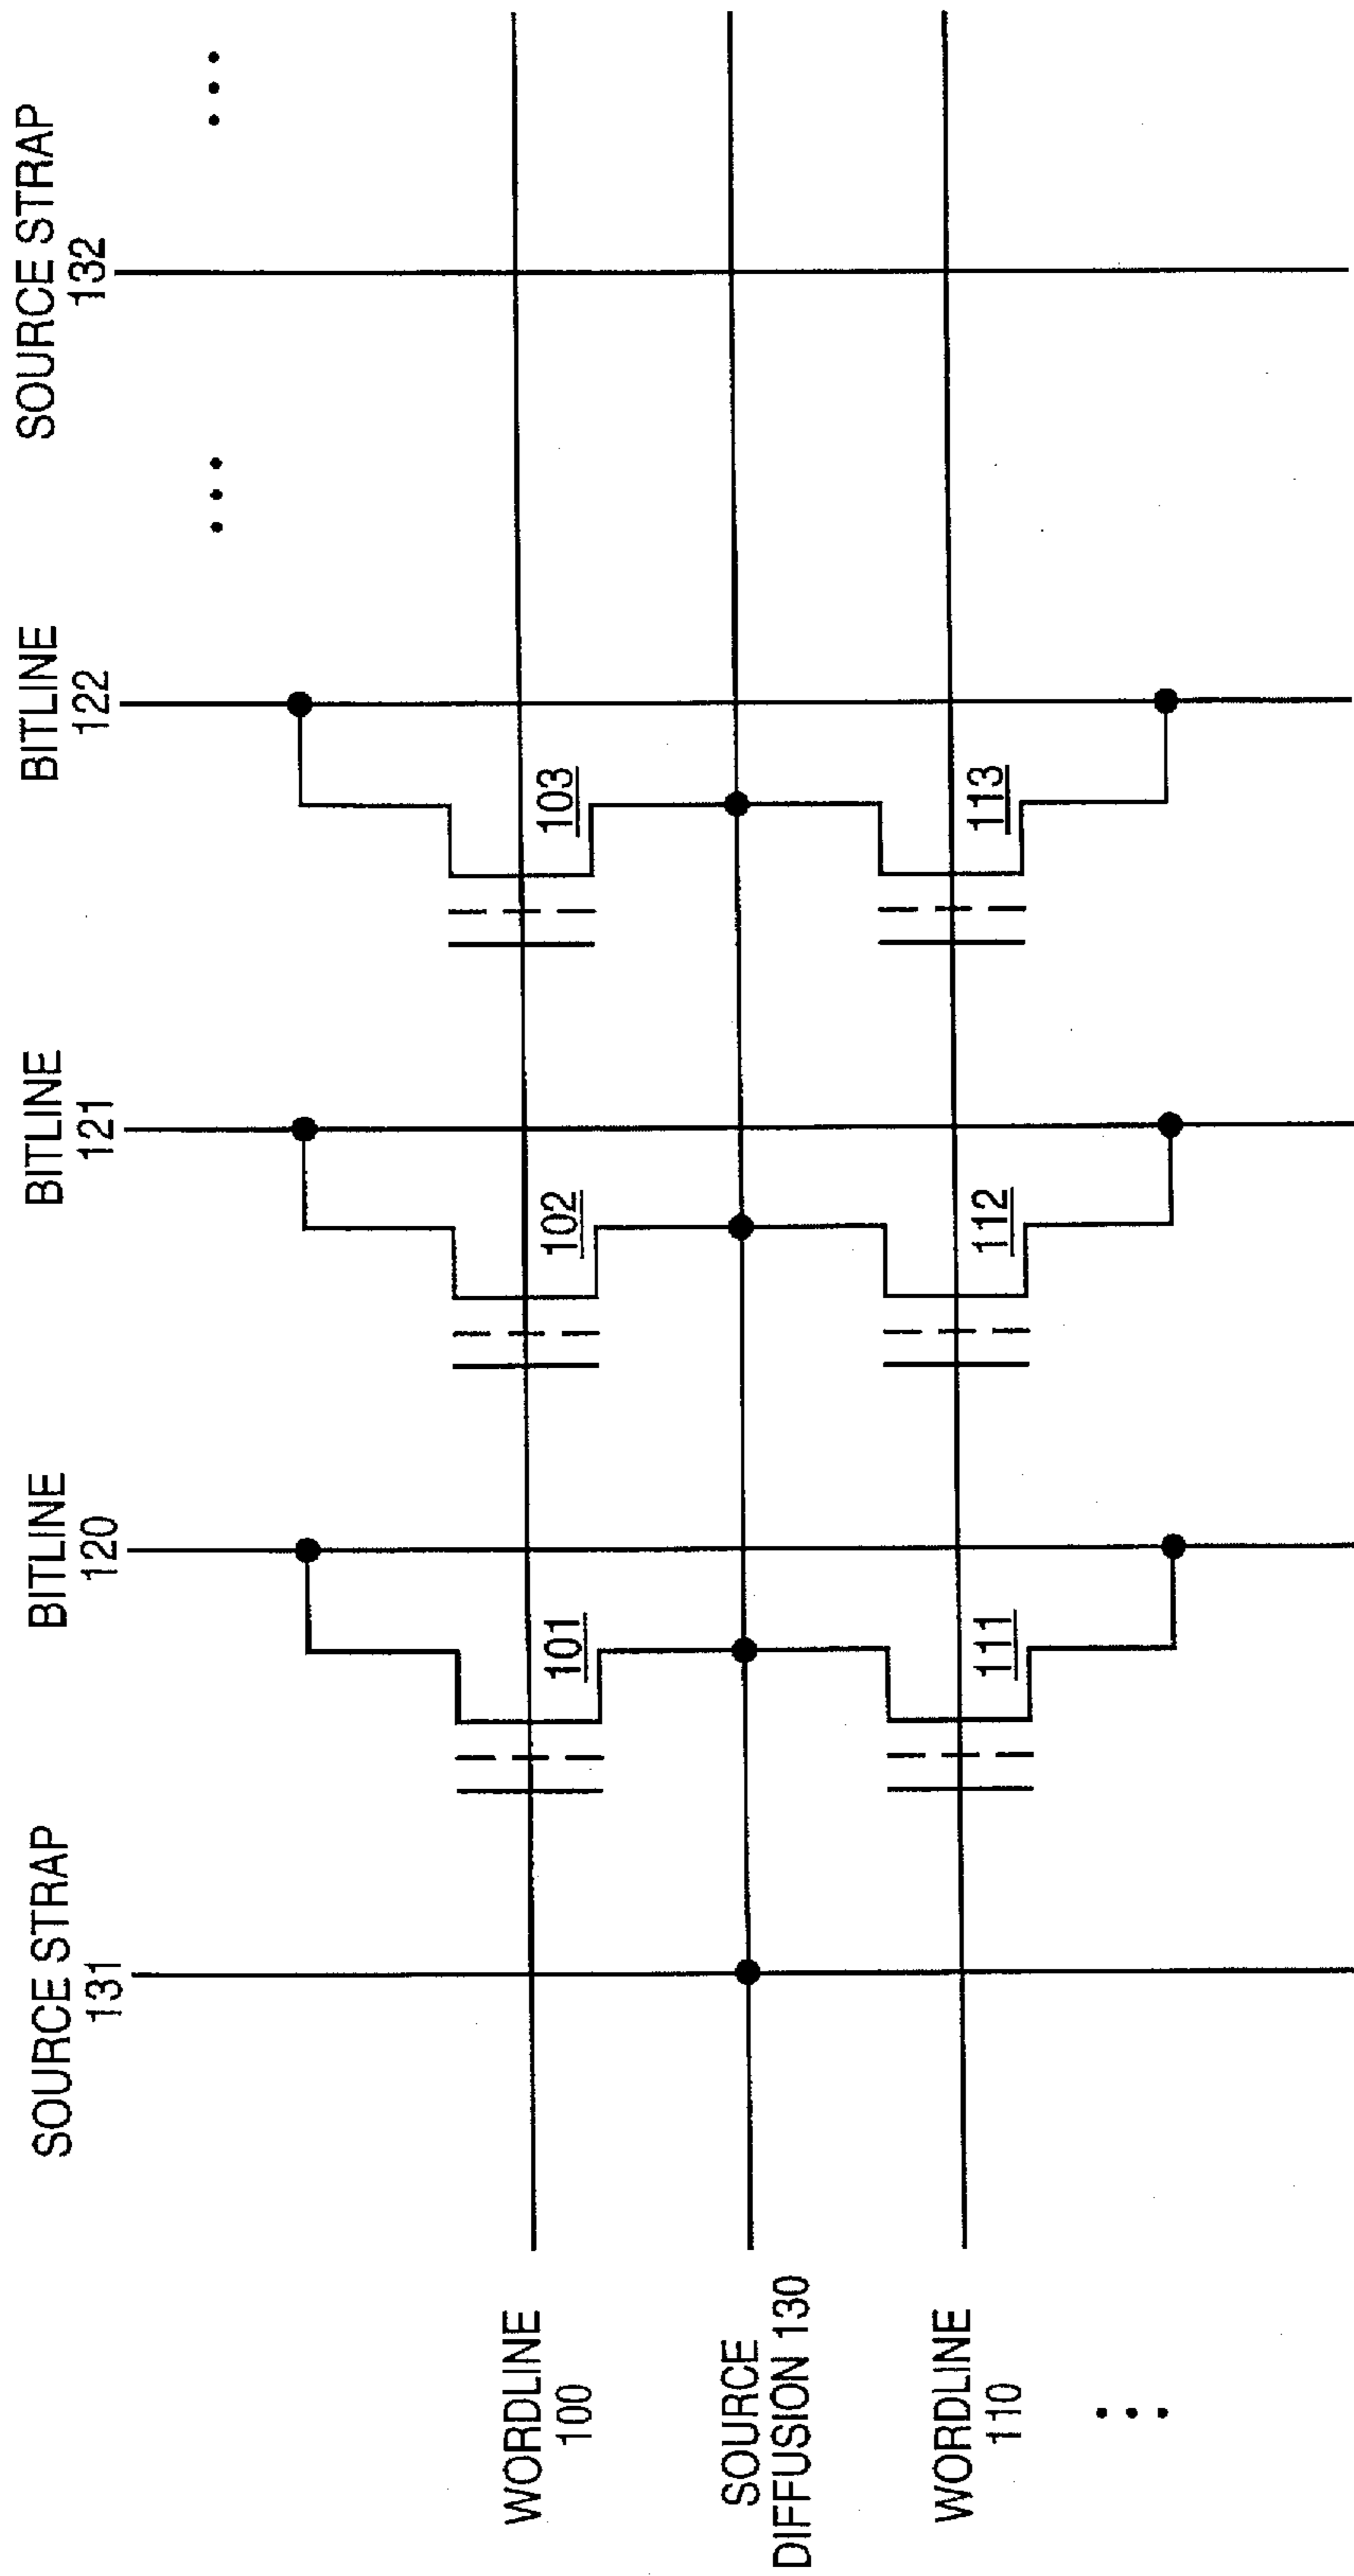 SOURCE STRAP
131
BITLINE
120
BITLINE
121
BITLINE
122
SOURCE STRAP
132
• • •
• • •
WORDLINE
100
101
102
103
SOURCE
DIFFUSION 130
WORDLINE
110
111
112
113
• • •